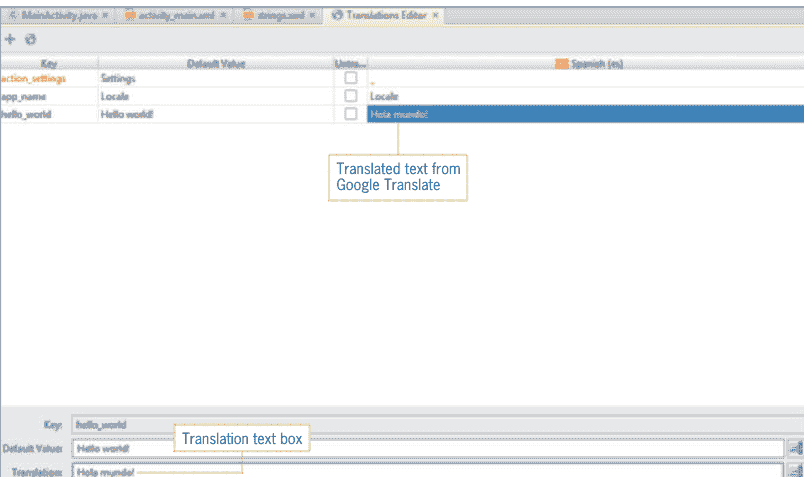 MainActivity.java × activity_main.xml × strings.xml × Translations Editor ×
Key Default Value Untra... Spanish (es)
action_settings Settings
app_name Locale Locale
hello_world Hello world! Hola mundo!
Translated text from
Google Translate
Key: hello_world
Translation text box
Default Value: Hello world!
Translation: Hola mundo!